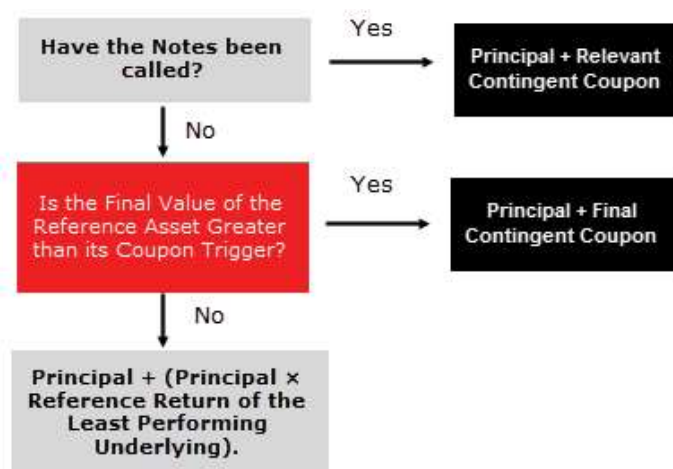 Have the Notes been
called?
Yes
Principal + Relevant
Contingent Coupon
No
Is the Final Value of the
Reference Asset Greater
than its Coupon Trigger?
Yes
Principal + Final
Contingent Coupon
No
Principal + (Principal ×
Reference Return of the
Least Performing
Underlying).